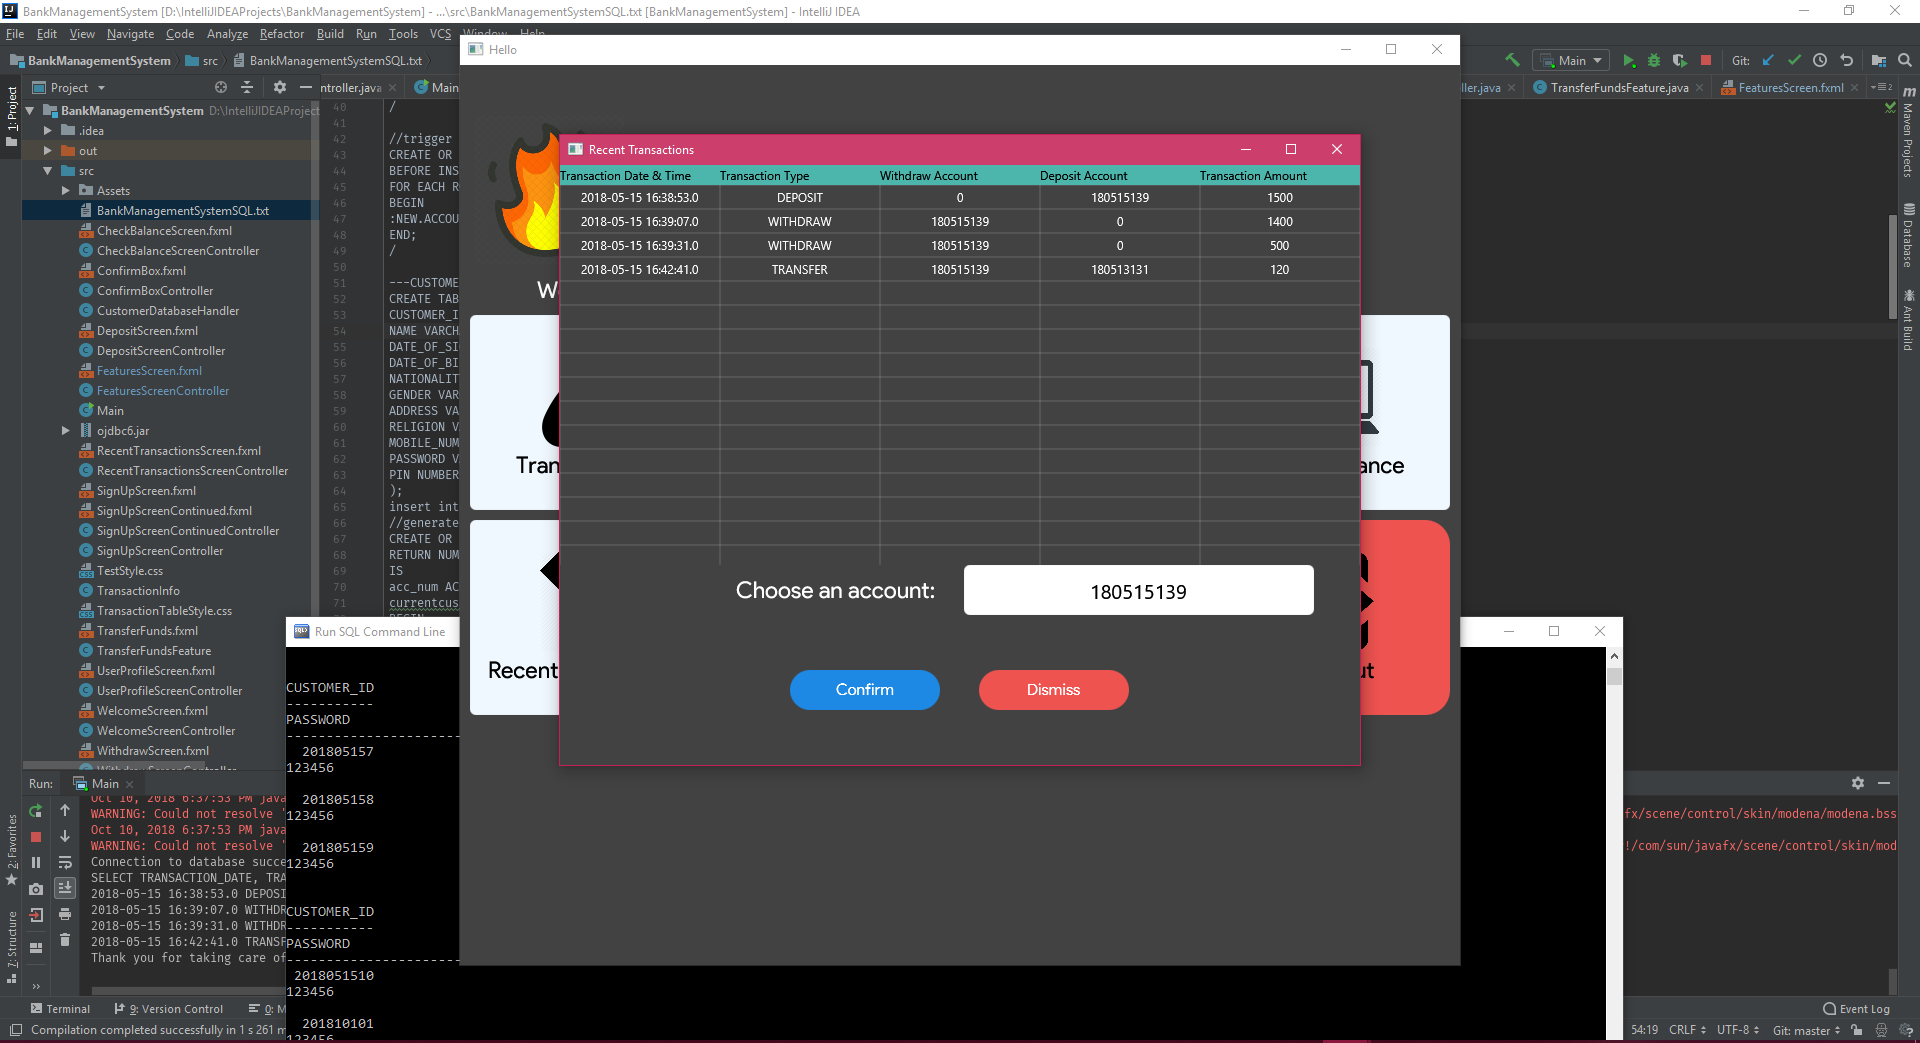 BankManagementSystem [D:\IntelliJIDEAProjects\BankManagementSystem] - ...\src\BankManagementSystemSQL.txt [BankManagementSystem] - IntelliJ IDEA
File Edit View Navigate Code Analyze Refactor Build Run Tools VCS Window Help
BankManagementSystem src BankManagementSystemSQL.txt
Main Git:
Project
ntroller.java Main ller.java TransferFundsFeature.java FeaturesScreen.fxml
1: Project
BankManagementSystem D:\IntelliJIDEAProject
.idea
out
src
Assets
BankManagementSystemSQL.txt
CheckBalanceScreen.fxml
CheckBalanceScreenController
ConfirmBox.fxml
ConfirmBoxController
CustomerDatabaseHandler
DepositScreen.fxml
DepositScreenController
FeaturesScreen.fxml
FeaturesScreenController
Main
ojdbc6.jar
RecentTransactionsScreen.fxml
RecentTransactionsScreenController
SignUpScreen.fxml
SignUpScreenContinued.fxml
SignUpScreenContinuedController
SignUpScreenController
TestStyle.css
TransactionInfo
TransactionTableStyle.css
TransferFunds.fxml
TransferFundsFeature
UserProfileScreen.fxml
UserProfileScreenController
WelcomeScreen.fxml
WelcomeScreenController
WithdrawScreen.fxml
40 /
41
42 //trigger
43 CREATE OR
44 BEFORE INS
45 FOR EACH R
46 BEGIN
47 :NEW.ACCOU
48 END;
49 /
50
51 ---CUSTOME
52 CREATE TAB
53 CUSTOMER_I
54 NAME VARCH
55 DATE_OF_SI
56 DATE_OF_BI
57 NATIONALIT
58 GENDER VAR
59 ADDRESS VA
60 RELIGION V
61 MOBILE_NUM
62 PASSWORD V
63 PIN NUMBER
64 );
65 insert int
66 //generate
67 CREATE OR
68 RETURN NUM
69 IS
70 acc_num AC
71 currentcus
Hello
We
Tran
ance
Recent
ut
Recent Transactions
Transaction Date & Time Transaction Type Withdraw Account Deposit Account Transaction Amount
2018-05-15 16:38:53.0 DEPOSIT 0 180515139 1500
2018-05-15 16:39:07.0 WITHDRAW 180515139 0 1400
2018-05-15 16:39:31.0 WITHDRAW 180515139 0 500
2018-05-15 16:42:41.0 TRANSFER 180515139 180513131 120
Choose an account: 180515139
Confirm Dismiss
Maven Projects
Database
Ant Build
Run SQL Command Line
CUSTOMER_ID
-----------
PASSWORD
----------------------
201805157
123456
201805158
123456
201805159
123456
CUSTOMER_ID
-----------
PASSWORD
----------------------
2018051510
123456
201810101
123456
Run: Main
Oct 10, 2018 6:37:53 PM java
WARNING: Could not resolve '
Oct 10, 2018 6:37:53 PM java
WARNING: Could not resolve '
Connection to database succe
SELECT TRANSACTION_DATE, TRA
2018-05-15 16:38:53.0 DEPOSI
2018-05-15 16:39:07.0 WITHDR
2018-05-15 16:39:31.0 WITHDR
2018-05-15 16:42:41.0 TRANSF
Thank you for taking care of
fx/scene/control/skin/modena/modena.bss
!/com/sun/javafx/scene/control/skin/mod
2: Favorites
7: Structure
Terminal 9: Version Control 0: M Event Log
Compilation completed successfully in 1 s 261 m 54:19 CRLF UTF-8 Git: master